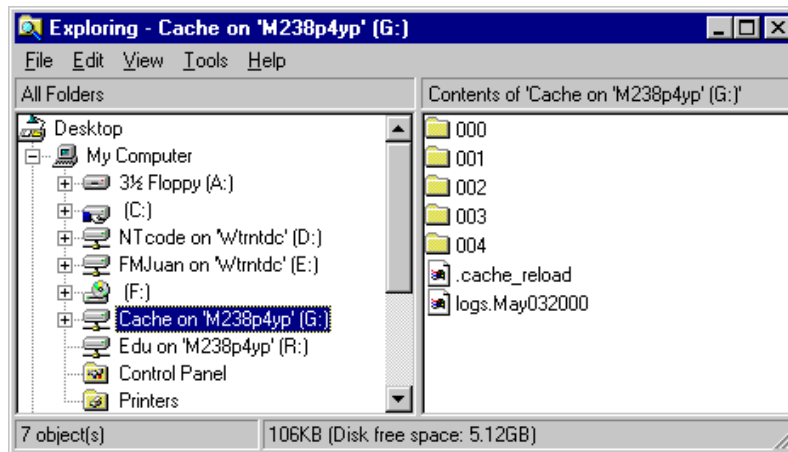 Exploring - Cache on 'M238p4yp' (G:)
File Edit View Tools Help
All Folders
Contents of 'Cache on 'M238p4yp' (G:)'
Desktop
My Computer
3½ Floppy (A:)
(C:)
NTcode on 'Wtrntdc' (D:)
FMJuan on 'Wtrntdc' (E:)
(F:)
Cache on 'M238p4yp' (G:)
Edu on 'M238p4yp' (R:)
Control Panel
Printers
000
001
002
003
004
.cache_reload
logs.May032000
7 object(s)
106KB (Disk free space: 5.12GB)